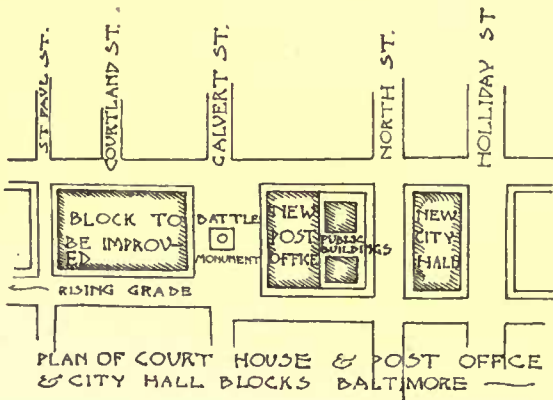 ST PAUL ST.
COURTLAND ST.
CALVERT ST.
NORTH ST.
HOLLIDAY ST
BLOCK TO
BE IMPROV-
ED
BATTLE
MONUMENT
NEW
POST
OFFICE
PUBLIC
BUILDINGS
NEW
CITY
HALL
RISING GRADE
PLAN OF COURT HOUSE & POST OFFICE
& CITY HALL BLOCKS BALTIMORE